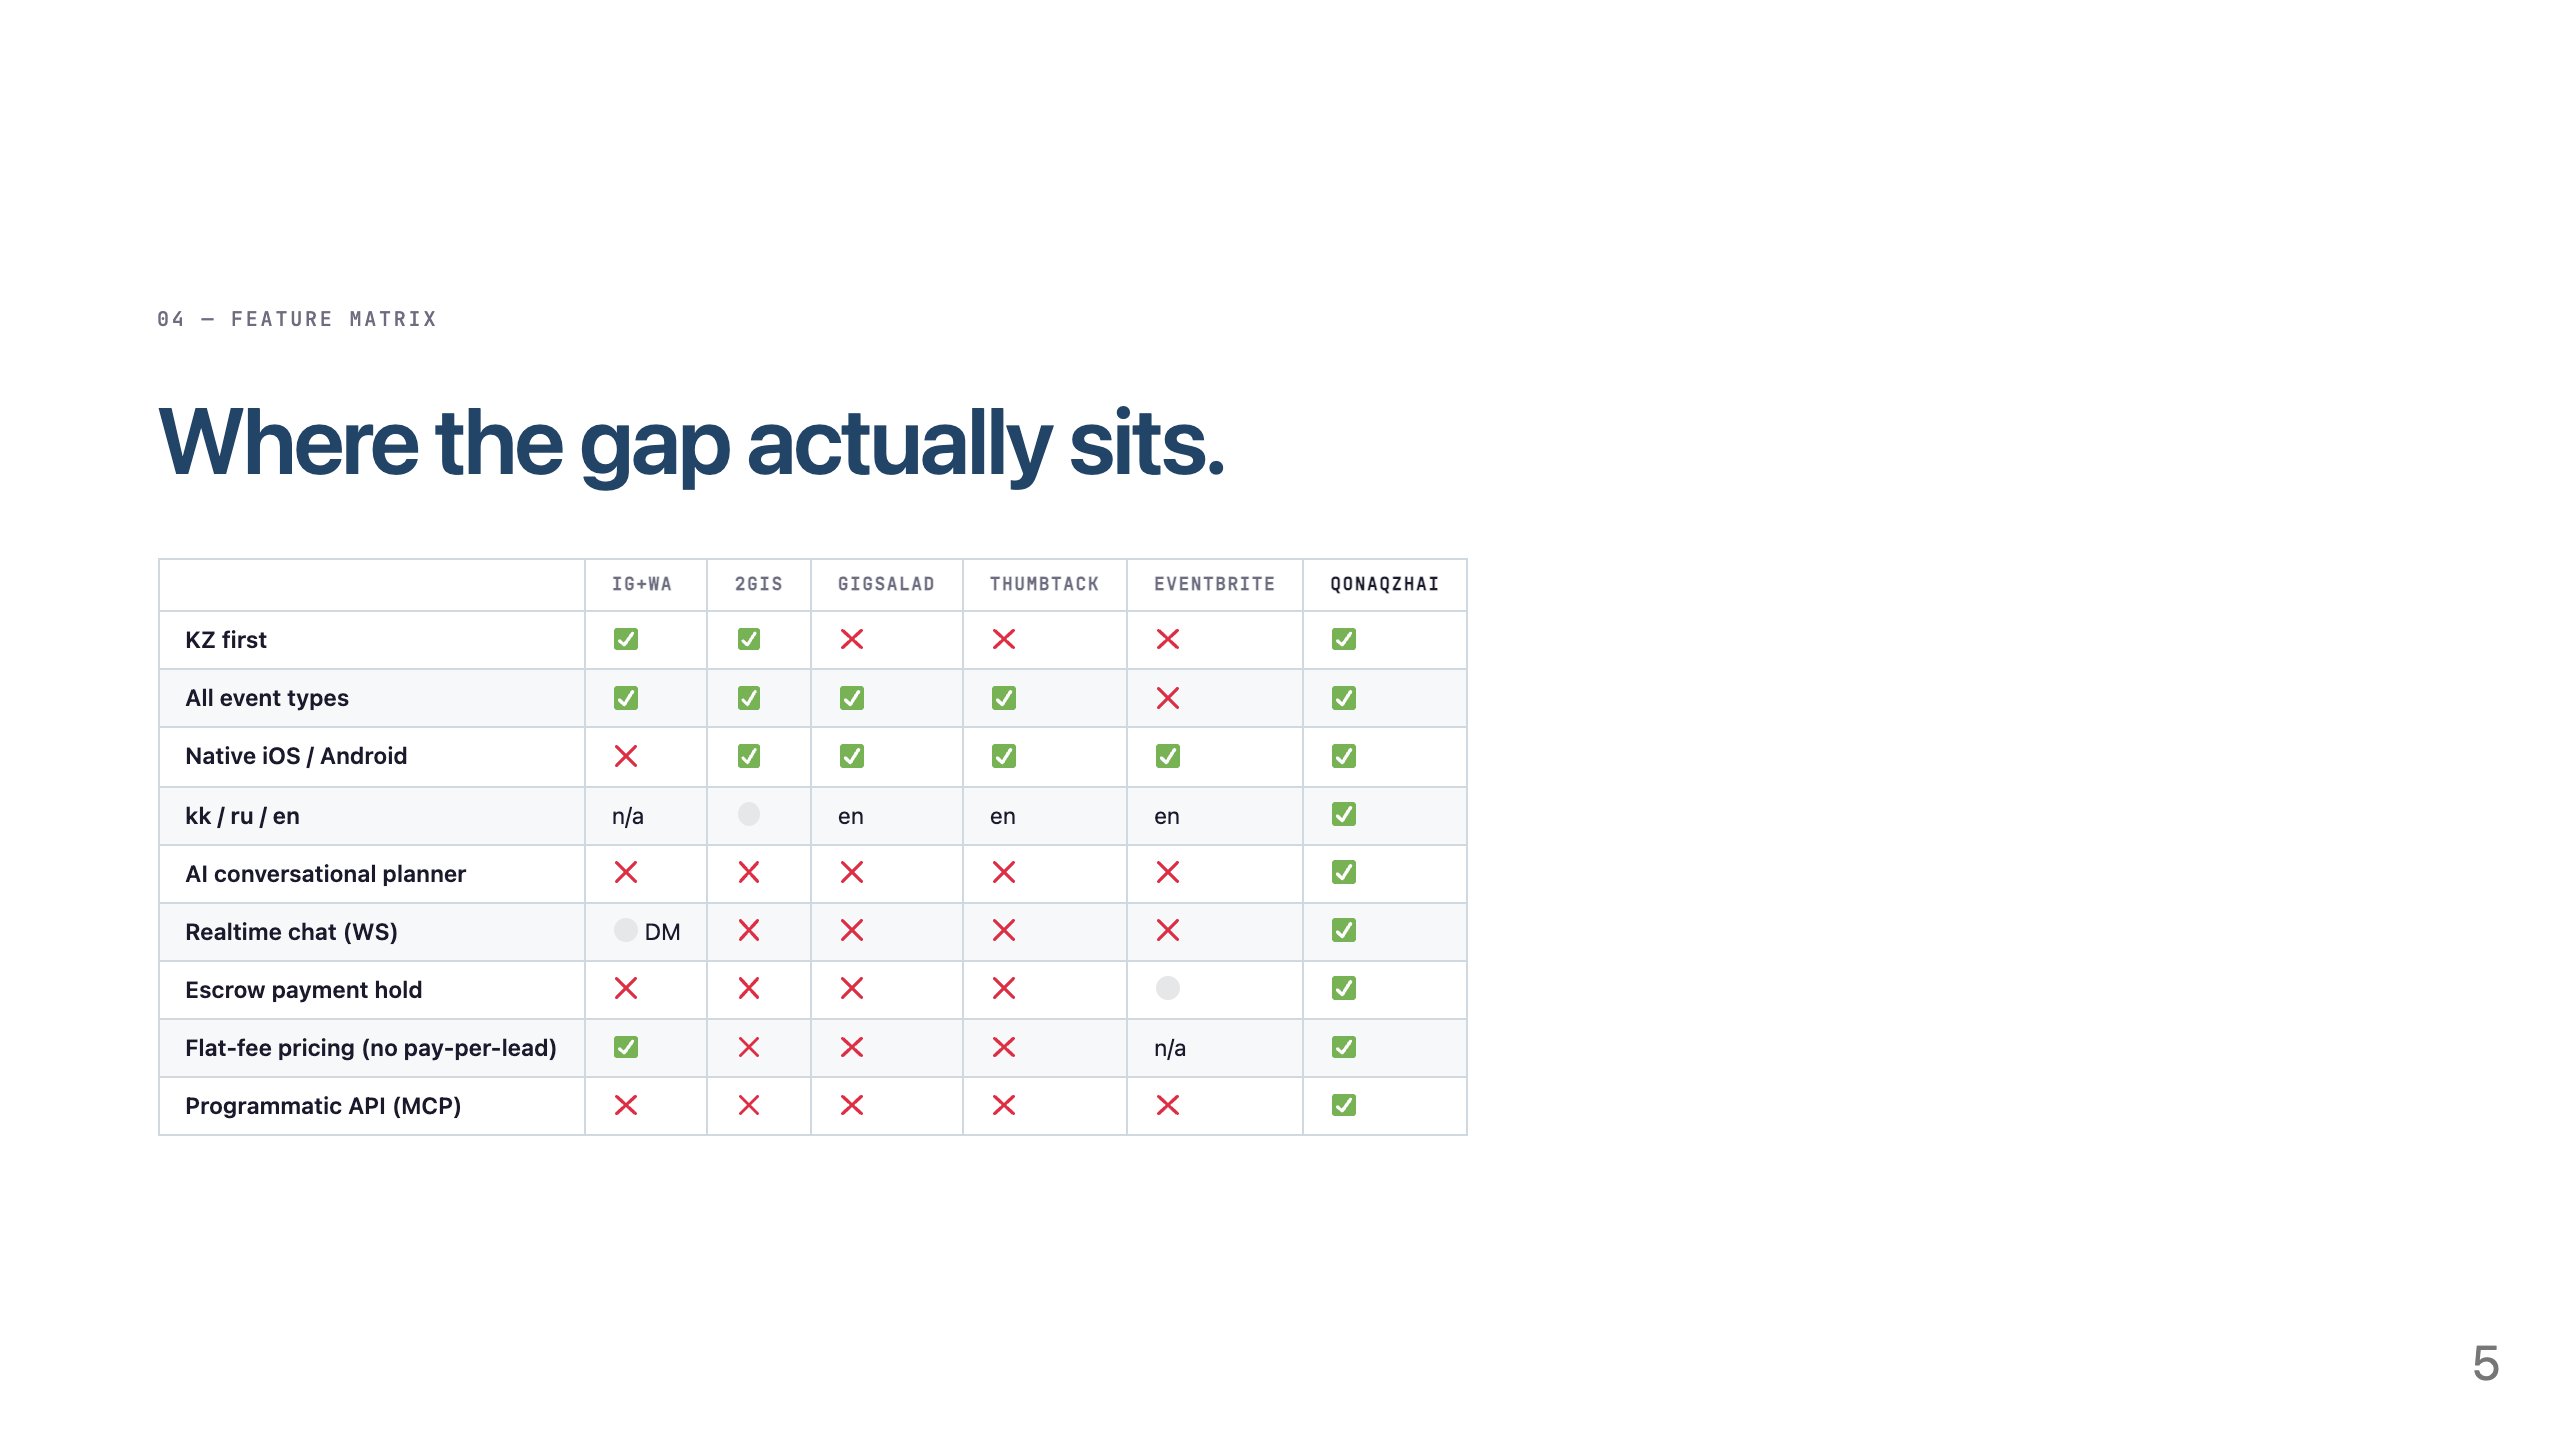 04 — FEATURE MATRIX
Where the gap actually sits.
IG+WA 2GIS GIGSALAD THUMBTACK EVENTBRITE QONAQZHAI
KZ first ✅ ✅ ❌ ❌ ❌ ✅
All event types ✅ ✅ ✅ ✅ ❌ ✅
Native iOS / Android ❌ ✅ ✅ ✅ ✅ ✅
kk / ru / en n/a ⚪ en en en ✅
AI conversational planner ❌ ❌ ❌ ❌ ❌ ✅
Realtime chat (WS) ⚪ DM ❌ ❌ ❌ ❌ ✅
Escrow payment hold ❌ ❌ ❌ ❌ ⚪ ✅
Flat-fee pricing (no pay-per-lead) ✅ ❌ ❌ ❌ n/a ✅
Programmatic API (MCP) ❌ ❌ ❌ ❌ ❌ ✅
5